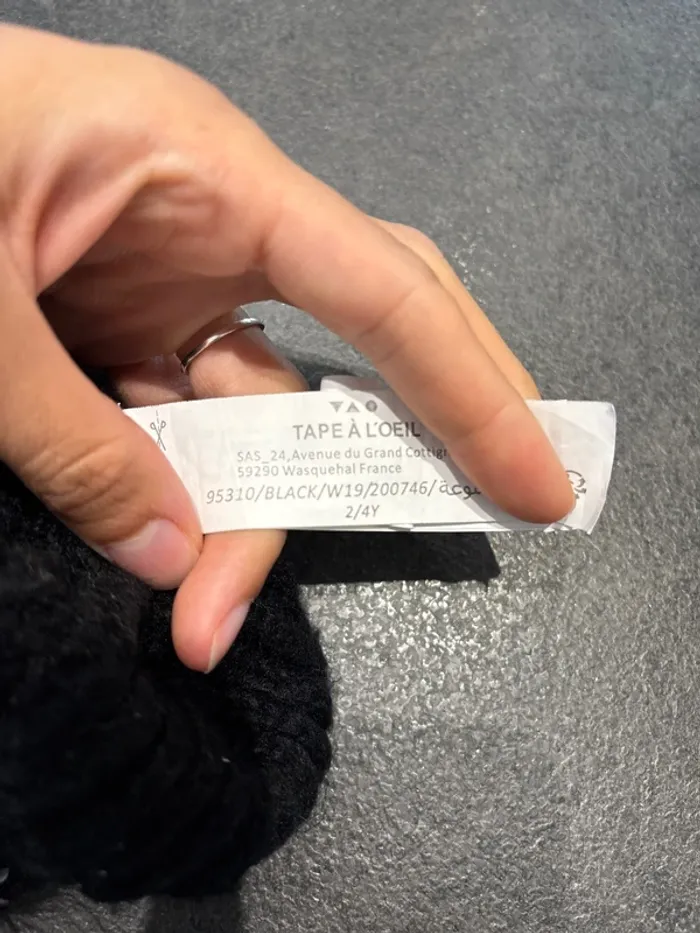 TAPE À L'OEIL
SAS_24,Avenue du Grand
59290 Wasquehal France
95310/BLACK/W19/200746/
2/4Y